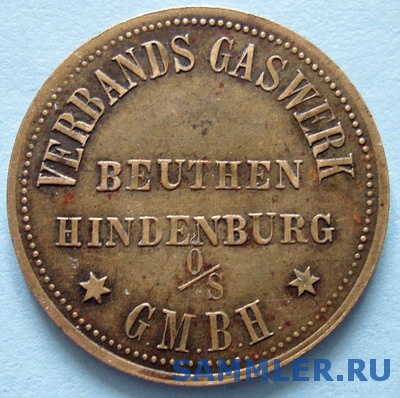 VERBANDS GASWERK
BEUTHEN
HINDENBURG
O/S
G.M.B.H
SAMMLER.RU